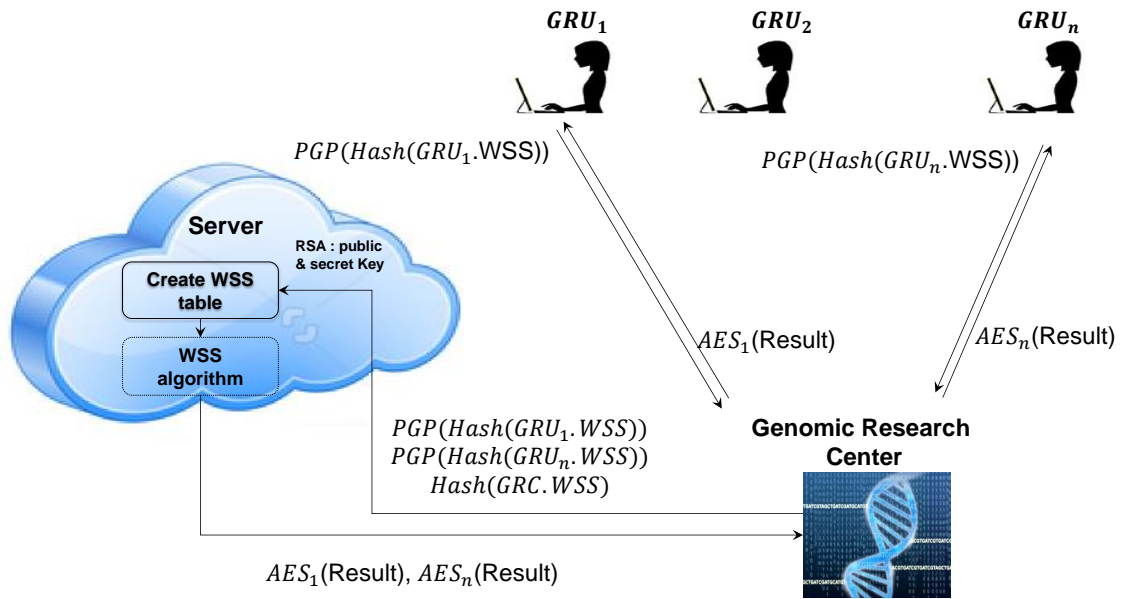 GRU₁
GRU₂
GRUₙ
PGP(Hash(GRU₁.WSS))
PGP(Hash(GRUₙ.WSS))
Server
RSA : public
& secret Key
Create WSS
table
WSS
algorithm
AES₁(Result)
AESₙ(Result)
PGP(Hash(GRU₁.WSS))
PGP(Hash(GRUₙ.WSS))
Hash(GRC.WSS)
Genomic Research
Center
AES₁(Result), AESₙ(Result)